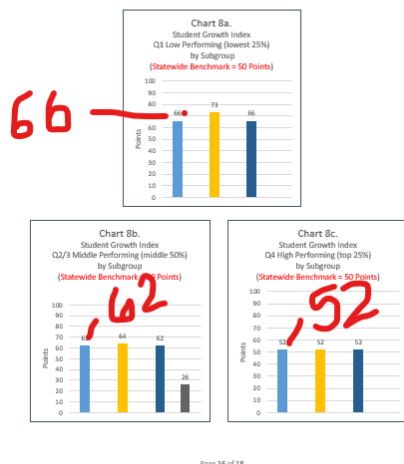 Chart 8a.
Student Growth Index
Q1 Low Performing (lowest 25%)
by Subgroup
(Statewide Benchmark = 50 Points)
66
100
90
80
70
60
50
40
30
20
10
0
Points
66
73
66
Chart 8b.
Student Growth Index
Q2/3 Middle Performing (middle 50%)
by Subgroup
(Statewide Benchmark Points)
, 62
100
90
80
70
60
50
40
30
20
10
0
Points
64
62
26
Chart 8c.
Student Growth Index
Q4 High Performing (top 25%)
by Subgroup
(Statewide Benchmark = 50 Points)
, 52
100
90
80
70
60
50
40
30
20
10
0
Points
52
52
52
Page 16 of 18